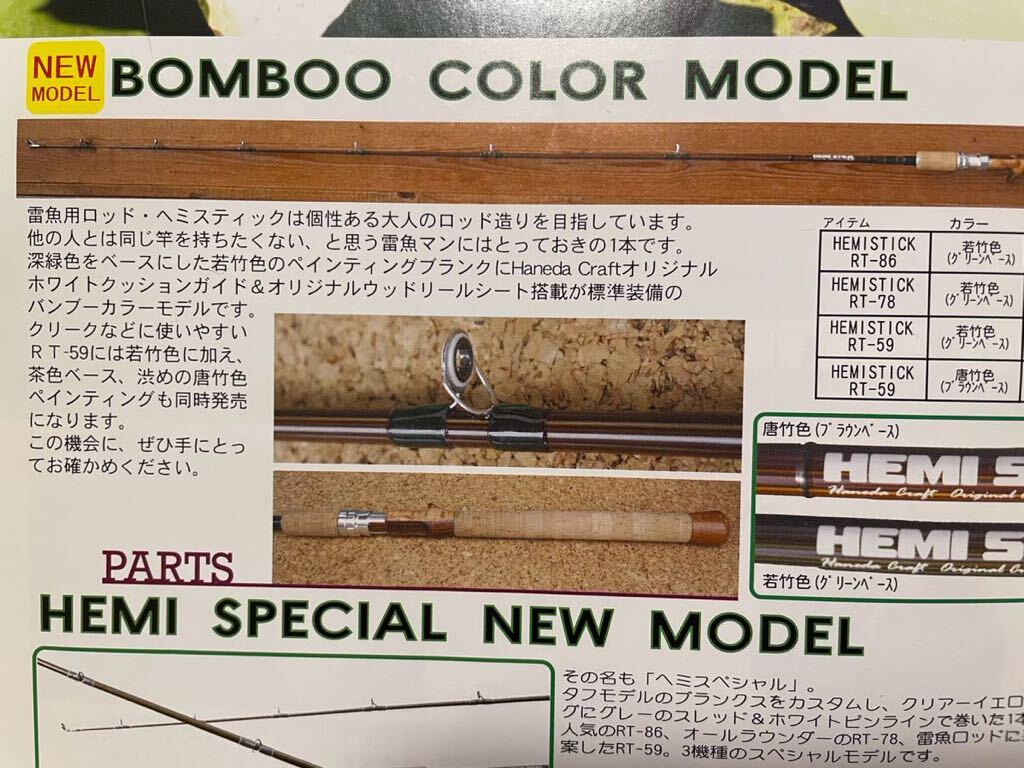 NEW
MODEL
BOMBOO COLOR MODEL
雷魚用ロッド・ヘミスティックは個性ある大人のロッド造りを目指しています。
他の人とは同じ竿を持ちたくない、と思う雷魚マンにはとっておきの1本です。
深緑色をベースにした若竹色のペインティングブランクにHaneda Craftオリジナル
ホワイトクッションガイド＆オリジナルウッドリールシート搭載が標準装備の
バンブーカラーモデルです。
クリークなどに使いやすい
ＲＴ-59には若竹色に加え、
茶色ベース、渋めの唐竹色
ペインティングも同時発売
になります。
この機会に、ぜひ手にとっ
てお確かめください。
アイテム カラー
HEMISTICK
RT-86
若竹色
(ｸﾞﾘｰﾝﾍﾞｰｽ)
HEMISTICK
RT-78
若竹色
(ｸﾞﾘｰﾝﾍﾞｰｽ)
HEMISTICK
RT-59
若竹色
(ｸﾞﾘｰﾝﾍﾞｰｽ)
HEMISTICK
RT-59
唐竹色
(ﾌﾞﾗｳﾝﾍﾞｰｽ)
唐竹色(ﾌﾞﾗｳﾝﾍﾞｰｽ)
HEMI S
Haneda Craft Original
HEMI S
Haneda Craft Original
若竹色(ｸﾞﾘｰﾝﾍﾞｰｽ)
PARTS
HEMI SPECIAL NEW MODEL
その名も「ヘミスペシャル」。
タフモデルのブランクスをカスタムし、クリアーイエロ
グにグレーのスレッド＆ホワイトピンラインで巻いた1
人気のRT-86、オールラウンダーのRT-78、雷魚ロッドに
案したRT-59。3機種のスペシャルモデルです。